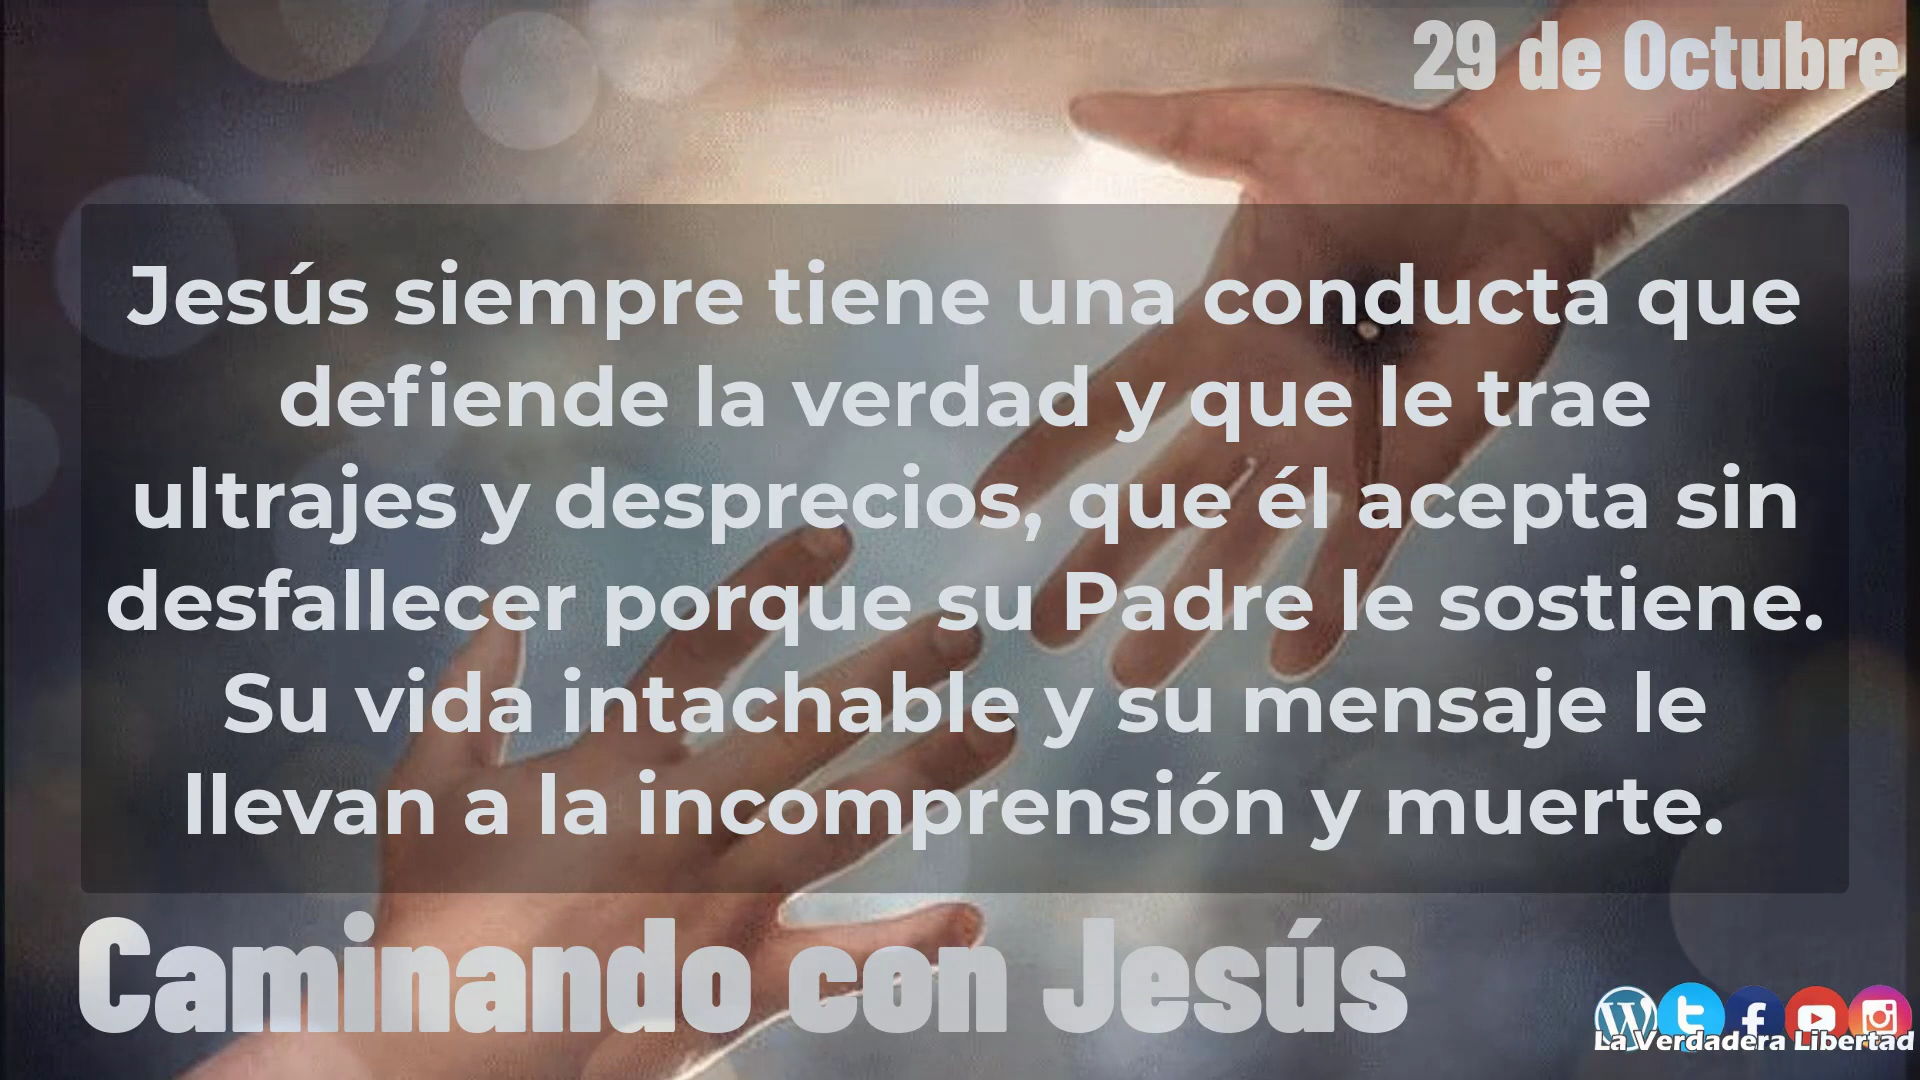 29 de Octubre
Jesús siempre tiene una conducta que
defiende la verdad y que le trae
ultrajes y desprecios, que él acepta sin
desfallecer porque su Padre le sostiene.
Su vida intachable y su mensaje le
llevan a la incomprensión y muerte.
Caminando con Jesús
La Verdadera Libertad